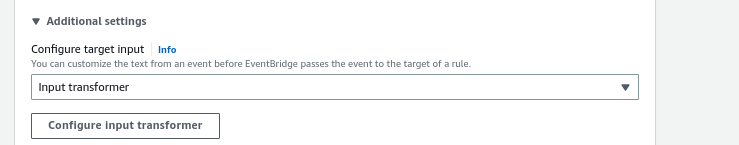 Additional settings
Configure target input Info
You can customize the text from an event before EventBridge passes the event to the target of a rule.
Input transformer
Configure input transformer